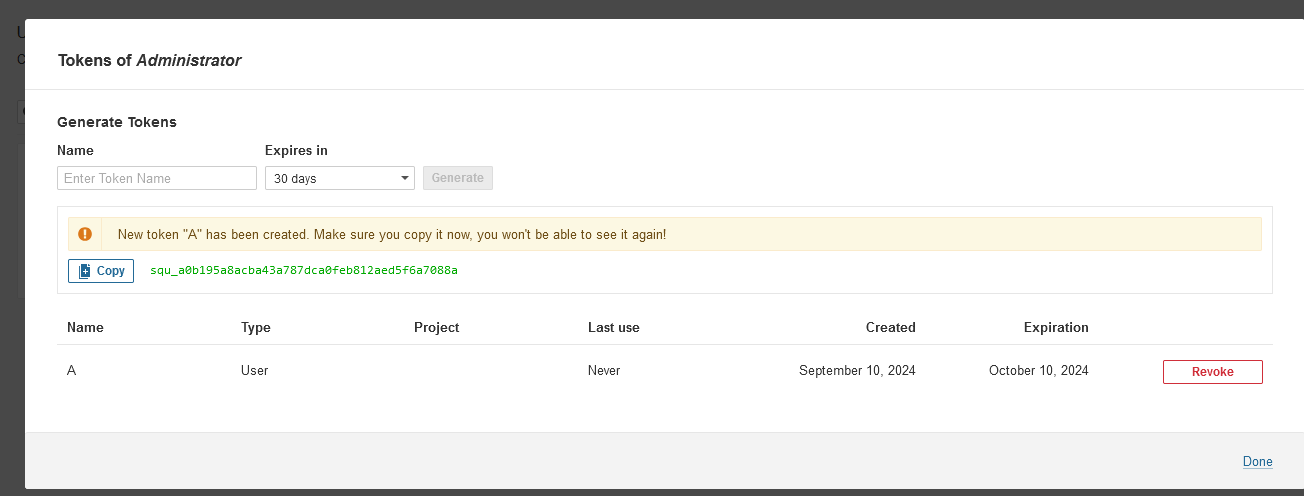 Tokens of Administrator
Generate Tokens
Name Expires in
Enter Token Name 30 days Generate
New token "A" has been created. Make sure you copy it now, you won't be able to see it again!
Copy squ_a0b195a8acba43a787dca0feb812aed5f6a7088a
Name Type Project Last use Created Expiration
A User Never September 10, 2024 October 10, 2024 Revoke
Done